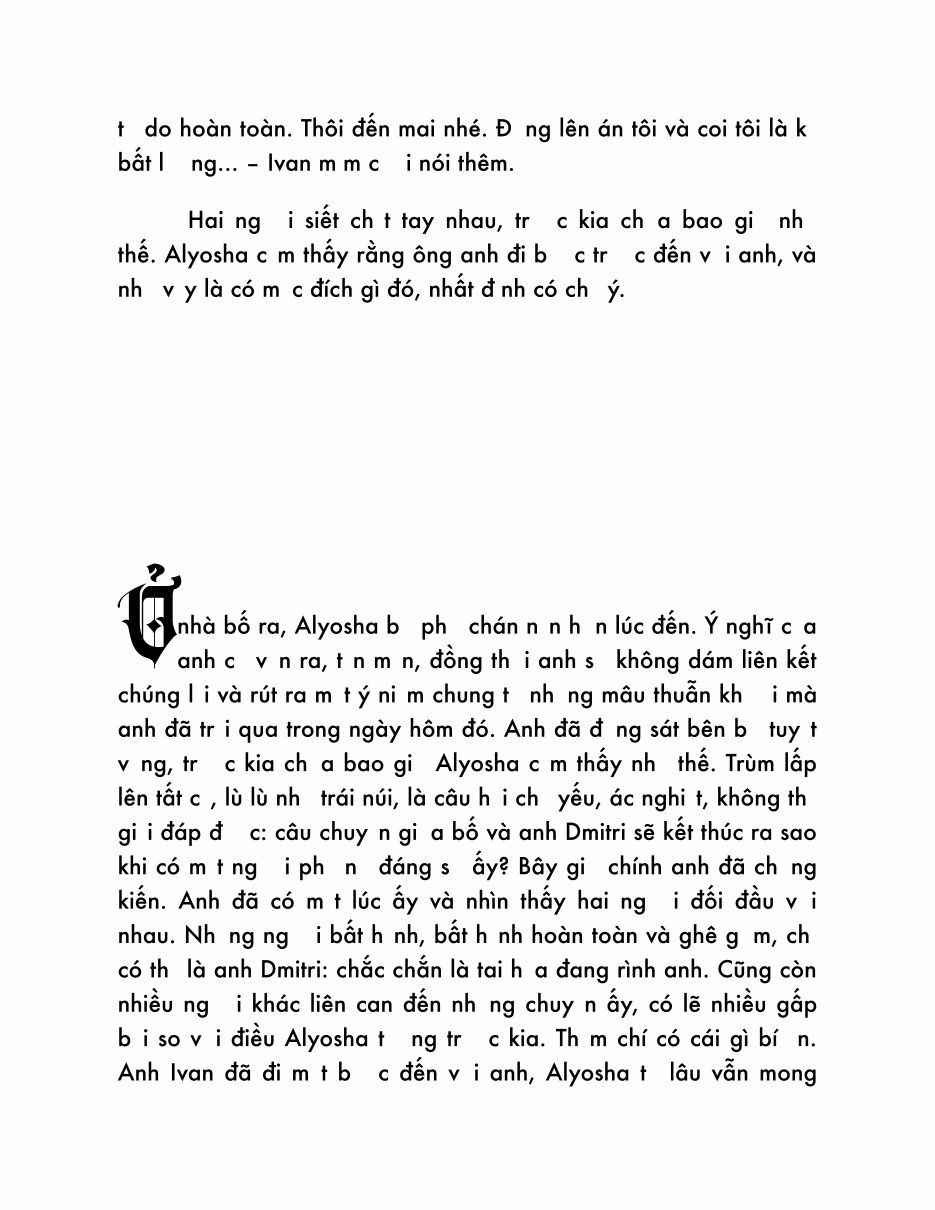 t do hoàn toàn. Thôi đến mai nhé. Đ ng lên án tôi và coi tôi là k
bất l ng... – Ivan m m c i nói thêm.
Hai ng i siết ch t tay nhau, tr c kia ch a bao gi nh
thế. Alyosha c m thấy rằng ông anh đi b c tr c đến v i anh, và
nh v y là có m c đích gì đó, nhất đ nh có ch ý.
Ở nhà bố ra, Alyosha b ph chán n n h n lúc đến. Ý nghĩ c a
anh c v n ra, t n m n, đồng th i anh s không dám liên kết
chúng l i và rút ra m t ý ni m chung t nh ng mâu thuẫn kh i mà
anh đã tr i qua trong ngày hôm đó. Anh đã đ ng sát bên b tuy t
v ng, tr c kia ch a bao gi Alyosha c m thấy nh thế. Trùm lấp
lên tất c , lù lù nh trái núi, là câu h i ch yếu, ác nghi t, không th
gi i đáp đ c: câu chuy n gi a bố và anh Dmitri sẽ kết thúc ra sao
khi có m t ng i ph n đáng s ấy? Bây gi chính anh đã ch ng
kiến. Anh đã có m t lúc ấy và nhìn thấy hai ng i đối đầu v i
nhau. Nh ng ng i bất h nh, bất h nh hoàn toàn và ghê g m, ch
có th là anh Dmitri: chắc chắn là tai h a đang rình anh. Cũng còn
nhiều ng i khác liên can đến nh ng chuy n ấy, có lẽ nhiều gấp
b i so v i điều Alyosha t ng tr c kia. Th m chí có cái gì bí n.
Anh Ivan đã đi m t b c đến v i anh, Alyosha t lâu vẫn mong